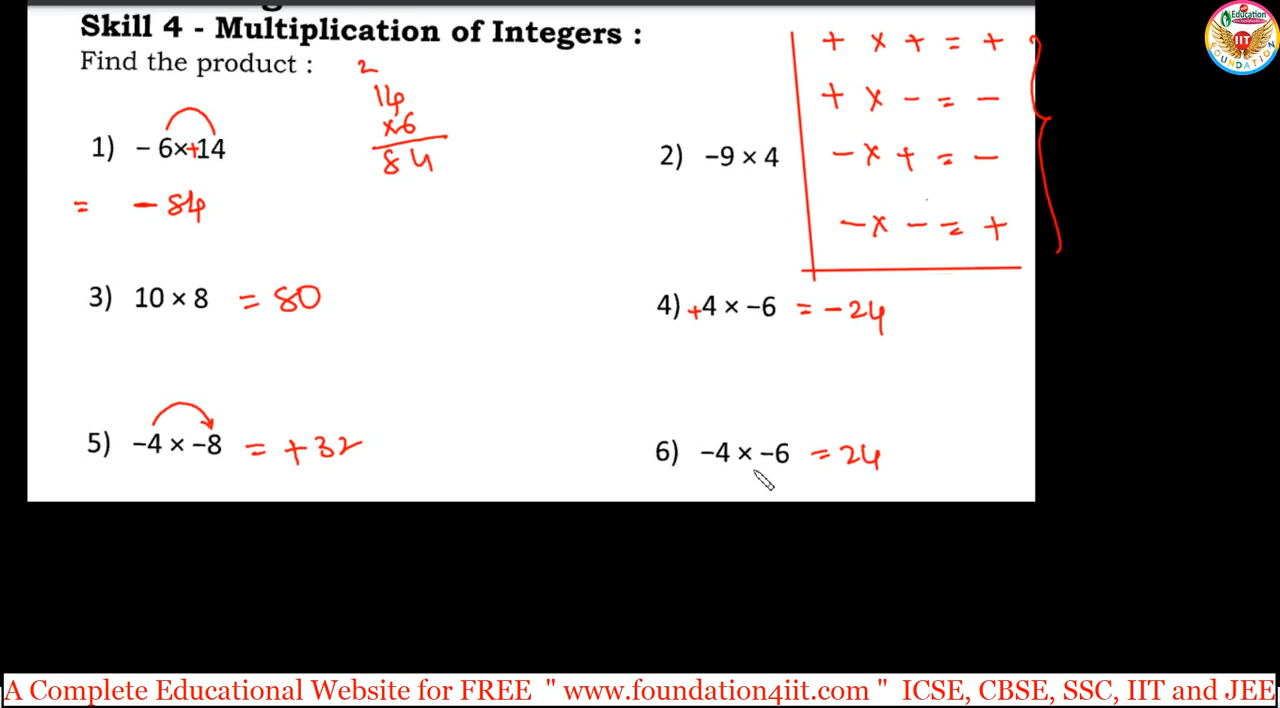 Skill 4 - Multiplication of Integers :
Find the product :
2
14
×6
84
1) – 6×+14
= - 84
2) –9 × 4
+ × + = +
+ × - = -
- × + = -
- × - = +
3) 10 × 8 = 80
4) +4 × –6 = -24
5) –4 × –8 = +32
6) –4 × –6 = 24
Education
IIT
FOUNDATION
A Complete Educational Website for FREE " www.foundation4iit.com " ICSE, CBSE, SSC, IIT and JEE